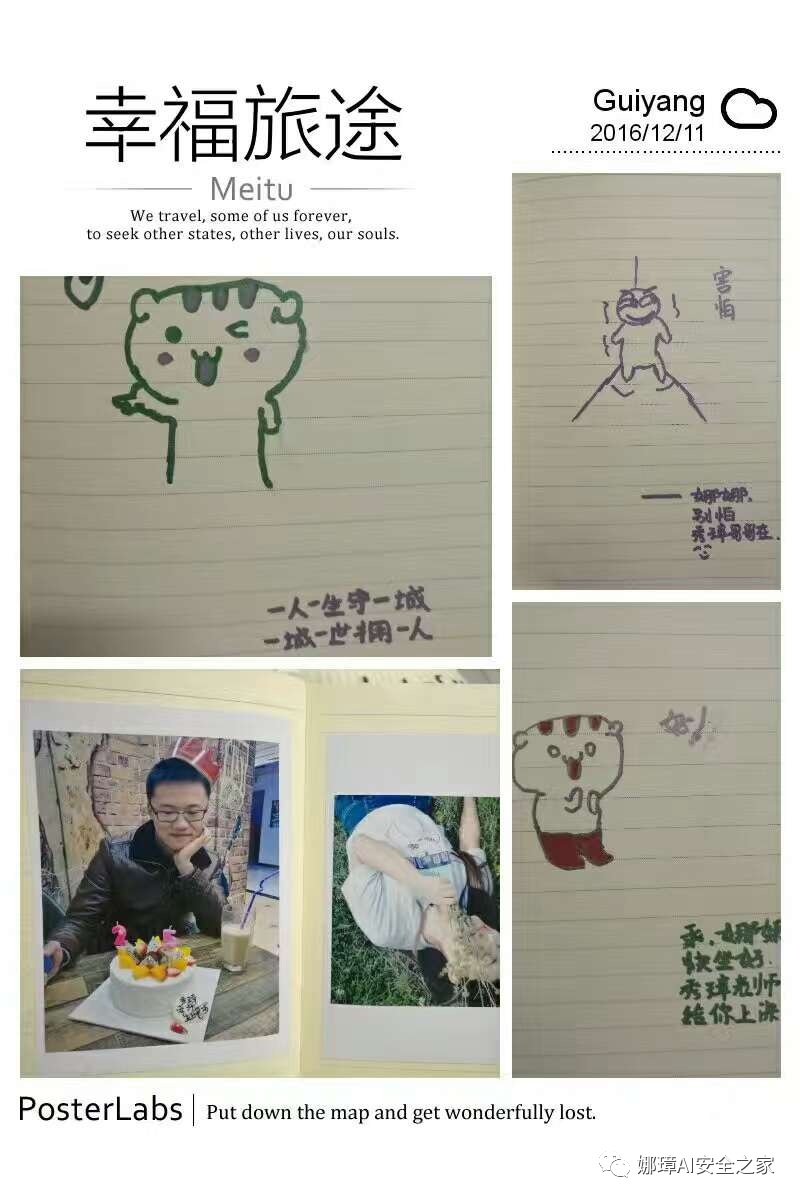 幸福旅途
Meitu
We travel, some of us forever,
to seek other states, other lives, our souls.
Guiyang
2016/12/11
害怕
娜娜,
别怕
秀璋哥哥在.
一人一生守一城
一城一世拥一人
好!
乖,娜娜
快坐好.
秀璋老师
给你上课
PosterLabs
Put down the map and get wonderfully lost.
娜璋AI安全之家